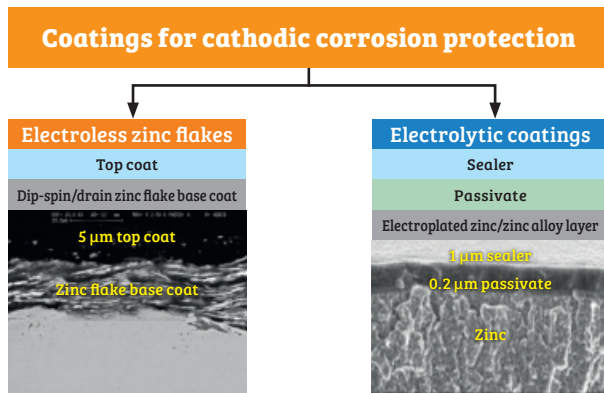 Coatings for cathodic corrosion protection
Electroless zinc flakes
Top coat
Dip-spin/drain zinc flake base coat
5 µm top coat
Zinc flake base coat
Electrolytic coatings
Sealer
Passivate
Electroplated zinc/zinc alloy layer
1 µm sealer
0.2 µm passivate
Zinc